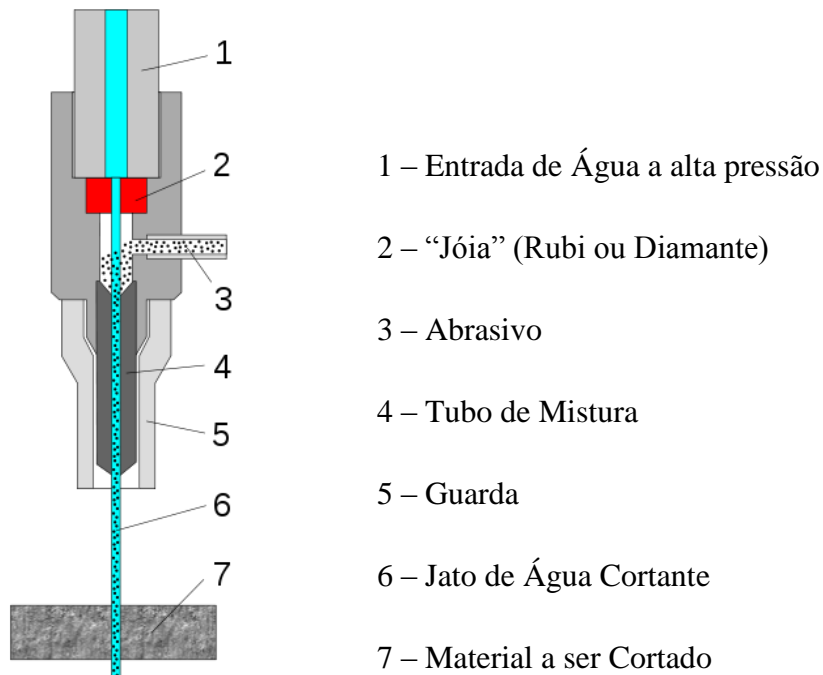 1
2
3
4
5
6
7
1 – Entrada de Água a alta pressão
2 – “Jóia” (Rubi ou Diamante)
3 – Abrasivo
4 – Tubo de Mistura
5 – Guarda
6 – Jato de Água Cortante
7 – Material a ser Cortado